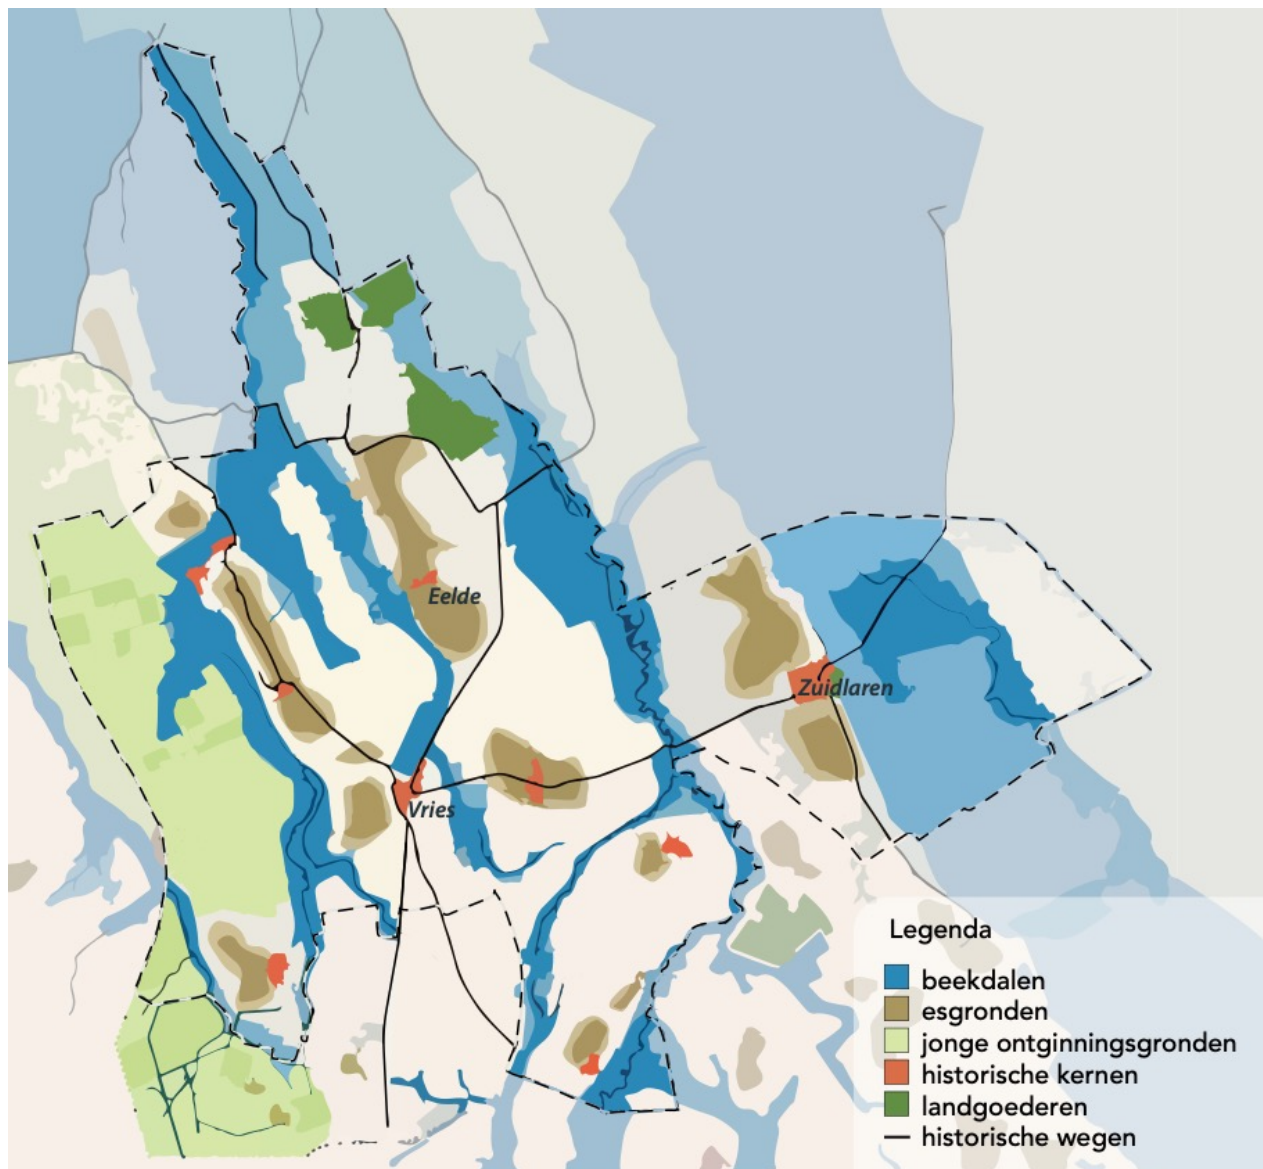 Eelde
Zuidlaren
Vries
Legenda
beekdalen
esgronden
jonge ontginningsgronden
historische kernen
landgoederen
historische wegen